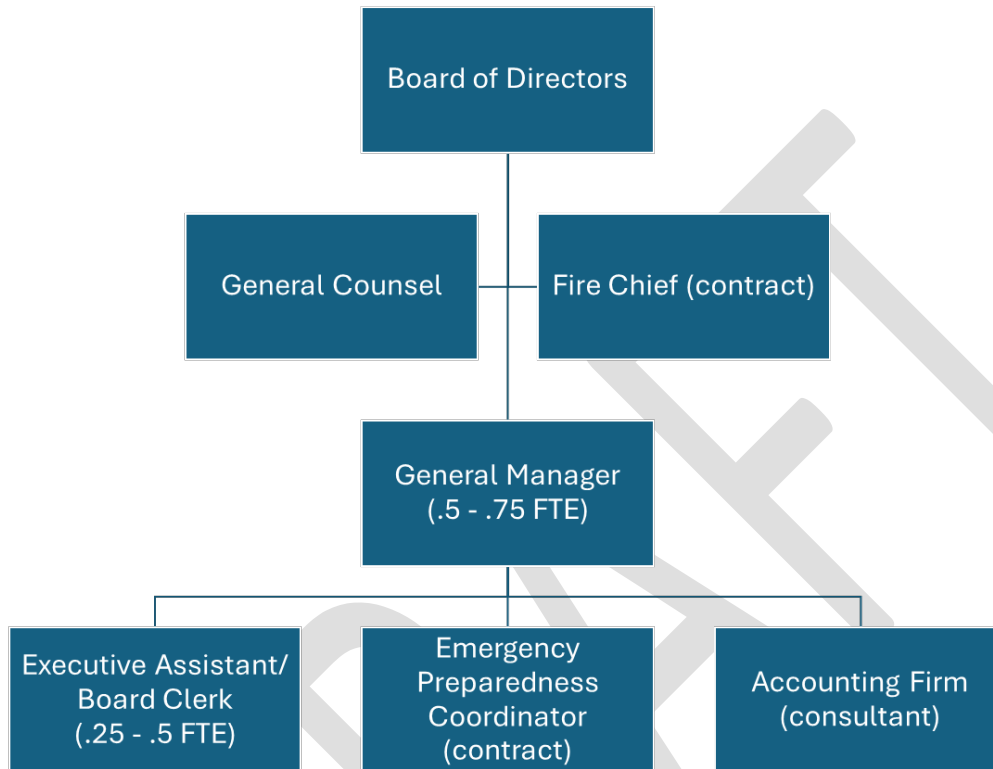 Board of Directors
General Counsel
Fire Chief (contract)
General Manager
(.5 - .75 FTE)
Executive Assistant/
Board Clerk
(.25 - .5 FTE)
Emergency
Preparedness
Coordinator
(contract)
Accounting Firm
(consultant)
DRAFT